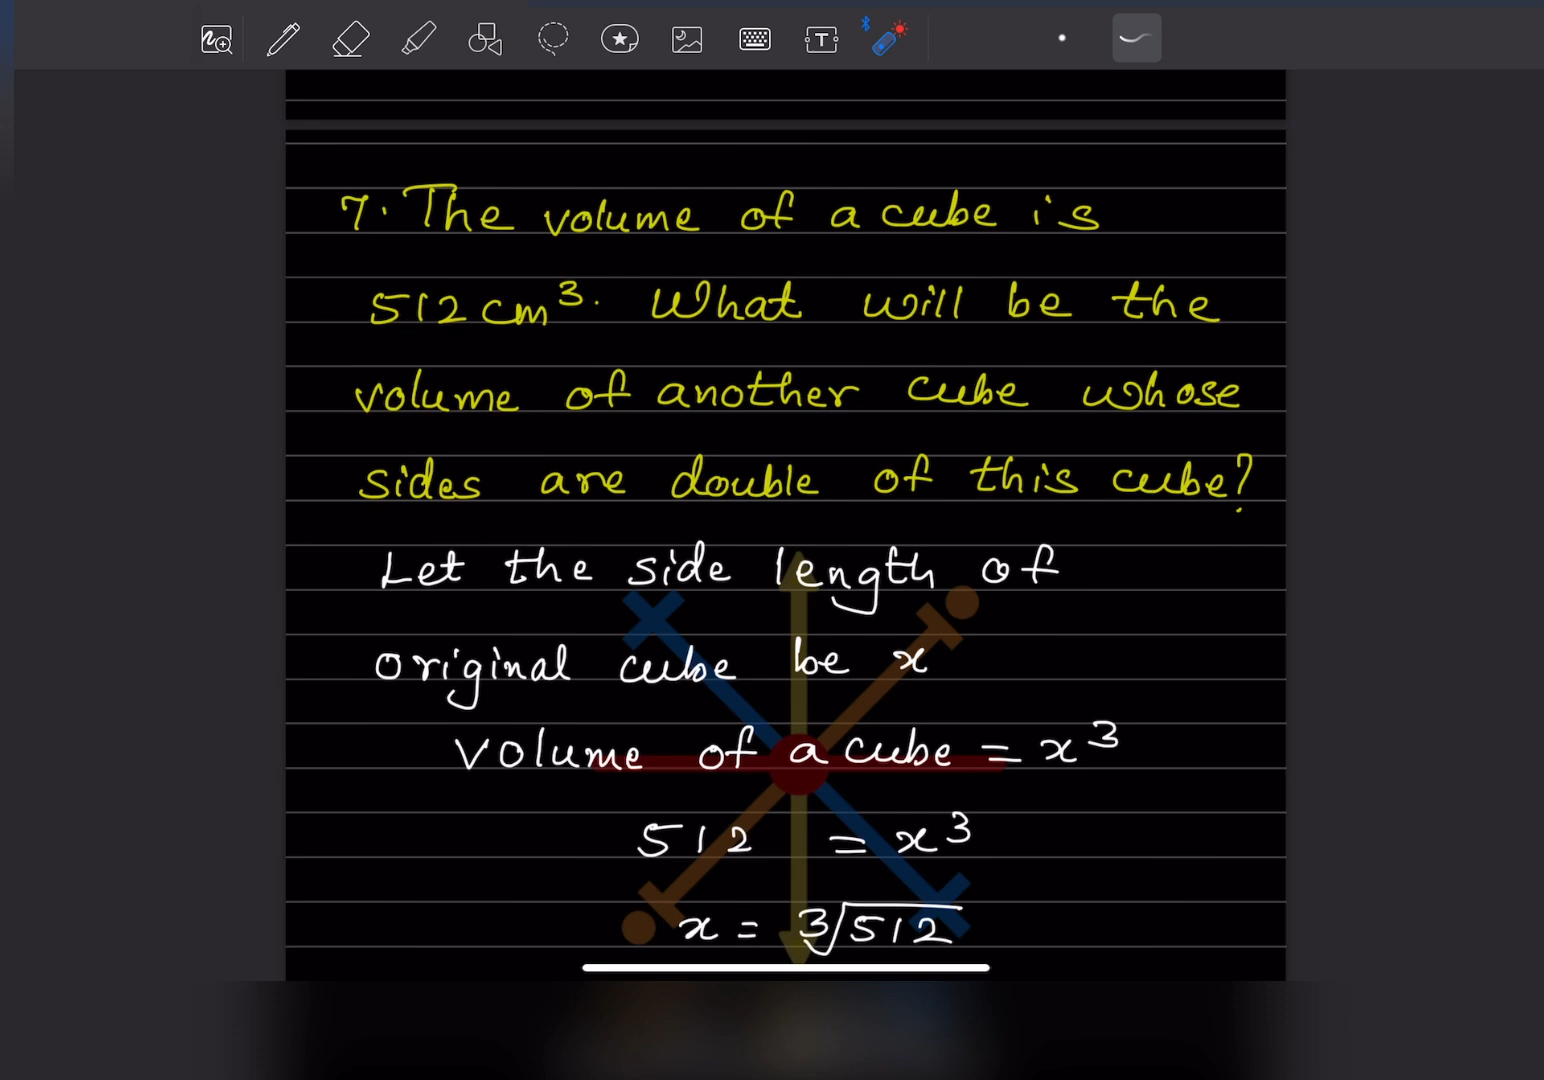 7. The volume of a cube is
512 cm³. What will be the
volume of another cube whose
sides are double of this cube?
Let the side length of
original cube be x
volume of a cube = x³
512 = x³
x = ∛512